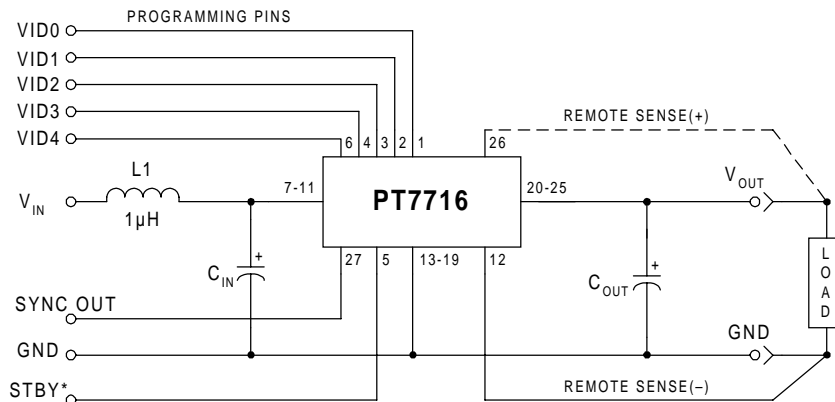 PROGRAMMING PINS
VID0
VID1
VID2
VID3
VID4
6 4 3 2 1
26
REMOTE SENSE(+)
L1
1µH
V_IN
7-11
PT7716
20-25
V_OUT
LOAD
C_IN
+
27 5 13-19 12
C_OUT
+
SYNC OUT
GND
GND
STBY*
REMOTE SENSE(–)